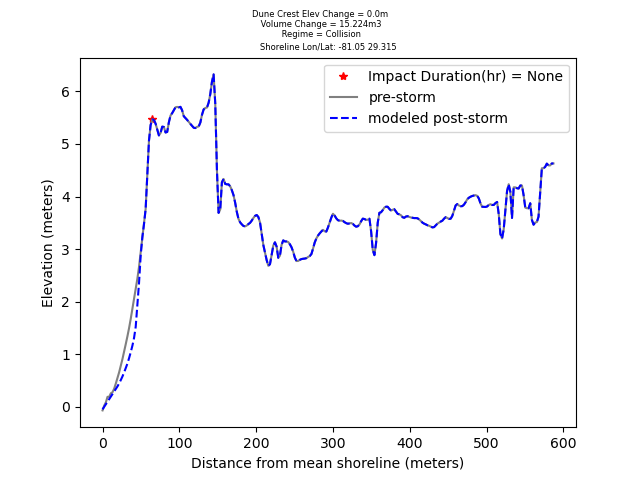 Dune Crest Elev Change = 0.0m
Volume Change = 15.224m3
Regime = Collision
Shoreline Lon/Lat: -81.05 29.315
Impact Duration(hr) = None
pre-storm
modeled post-storm
Elevation (meters)
6
5
4
3
2
1
0
0 100 200 300 400 500 600
Distance from mean shoreline (meters)